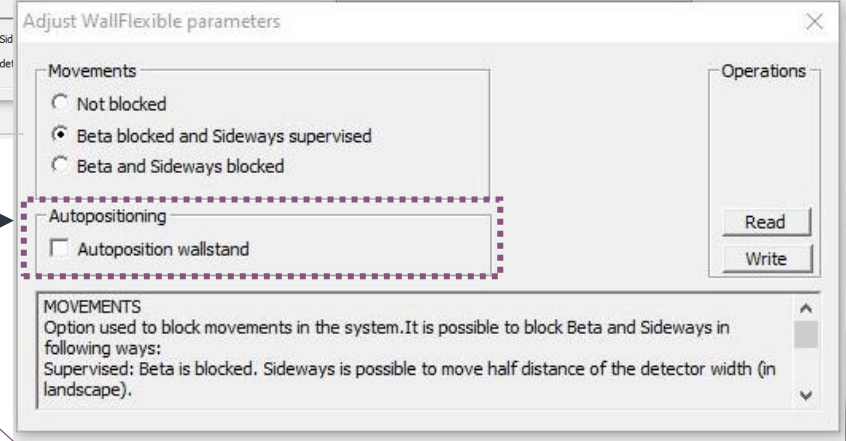 Sid
det
Adjust WallFlexible parameters
Movements
Not blocked
Beta blocked and Sideways supervised
Beta and Sideways blocked
Operations
Autopositioning
Autoposition wallstand
Read
Write
MOVEMENTS
Option used to block movements in the system.It is possible to block Beta and Sideways in
following ways:
Supervised: Beta is blocked. Sideways is possible to move half distance of the detector width (in
landscape).